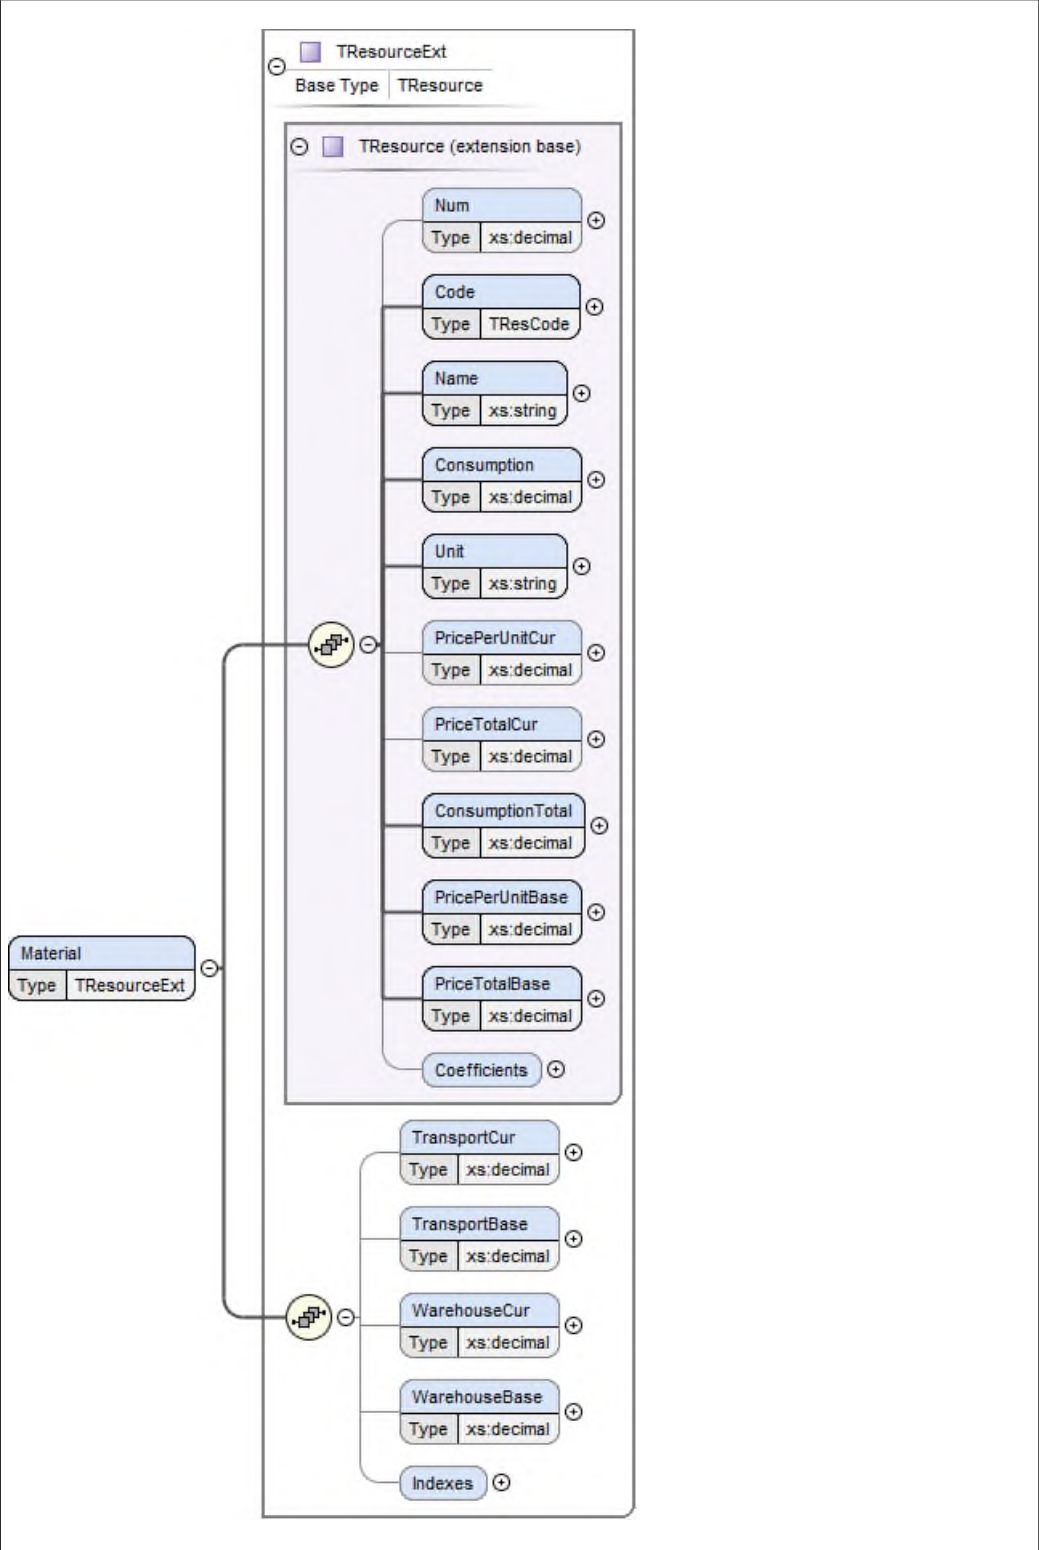 TResourceExt
Base Type TResource
TResource (extension base)
Num
Type xs:decimal
Code
Type TResCode
Name
Type xs:string
Consumption
Type xs:decimal
Unit
Type xs:string
PricePerUnitCur
Type xs:decimal
PriceTotalCur
Type xs:decimal
ConsumptionTotal
Type xs:decimal
PricePerUnitBase
Type xs:decimal
Material
Type TResourceExt
PriceTotalBase
Type xs:decimal
Coefficients
TransportCur
Type xs:decimal
TransportBase
Type xs:decimal
WarehouseCur
Type xs:decimal
WarehouseBase
Type xs:decimal
Indexes